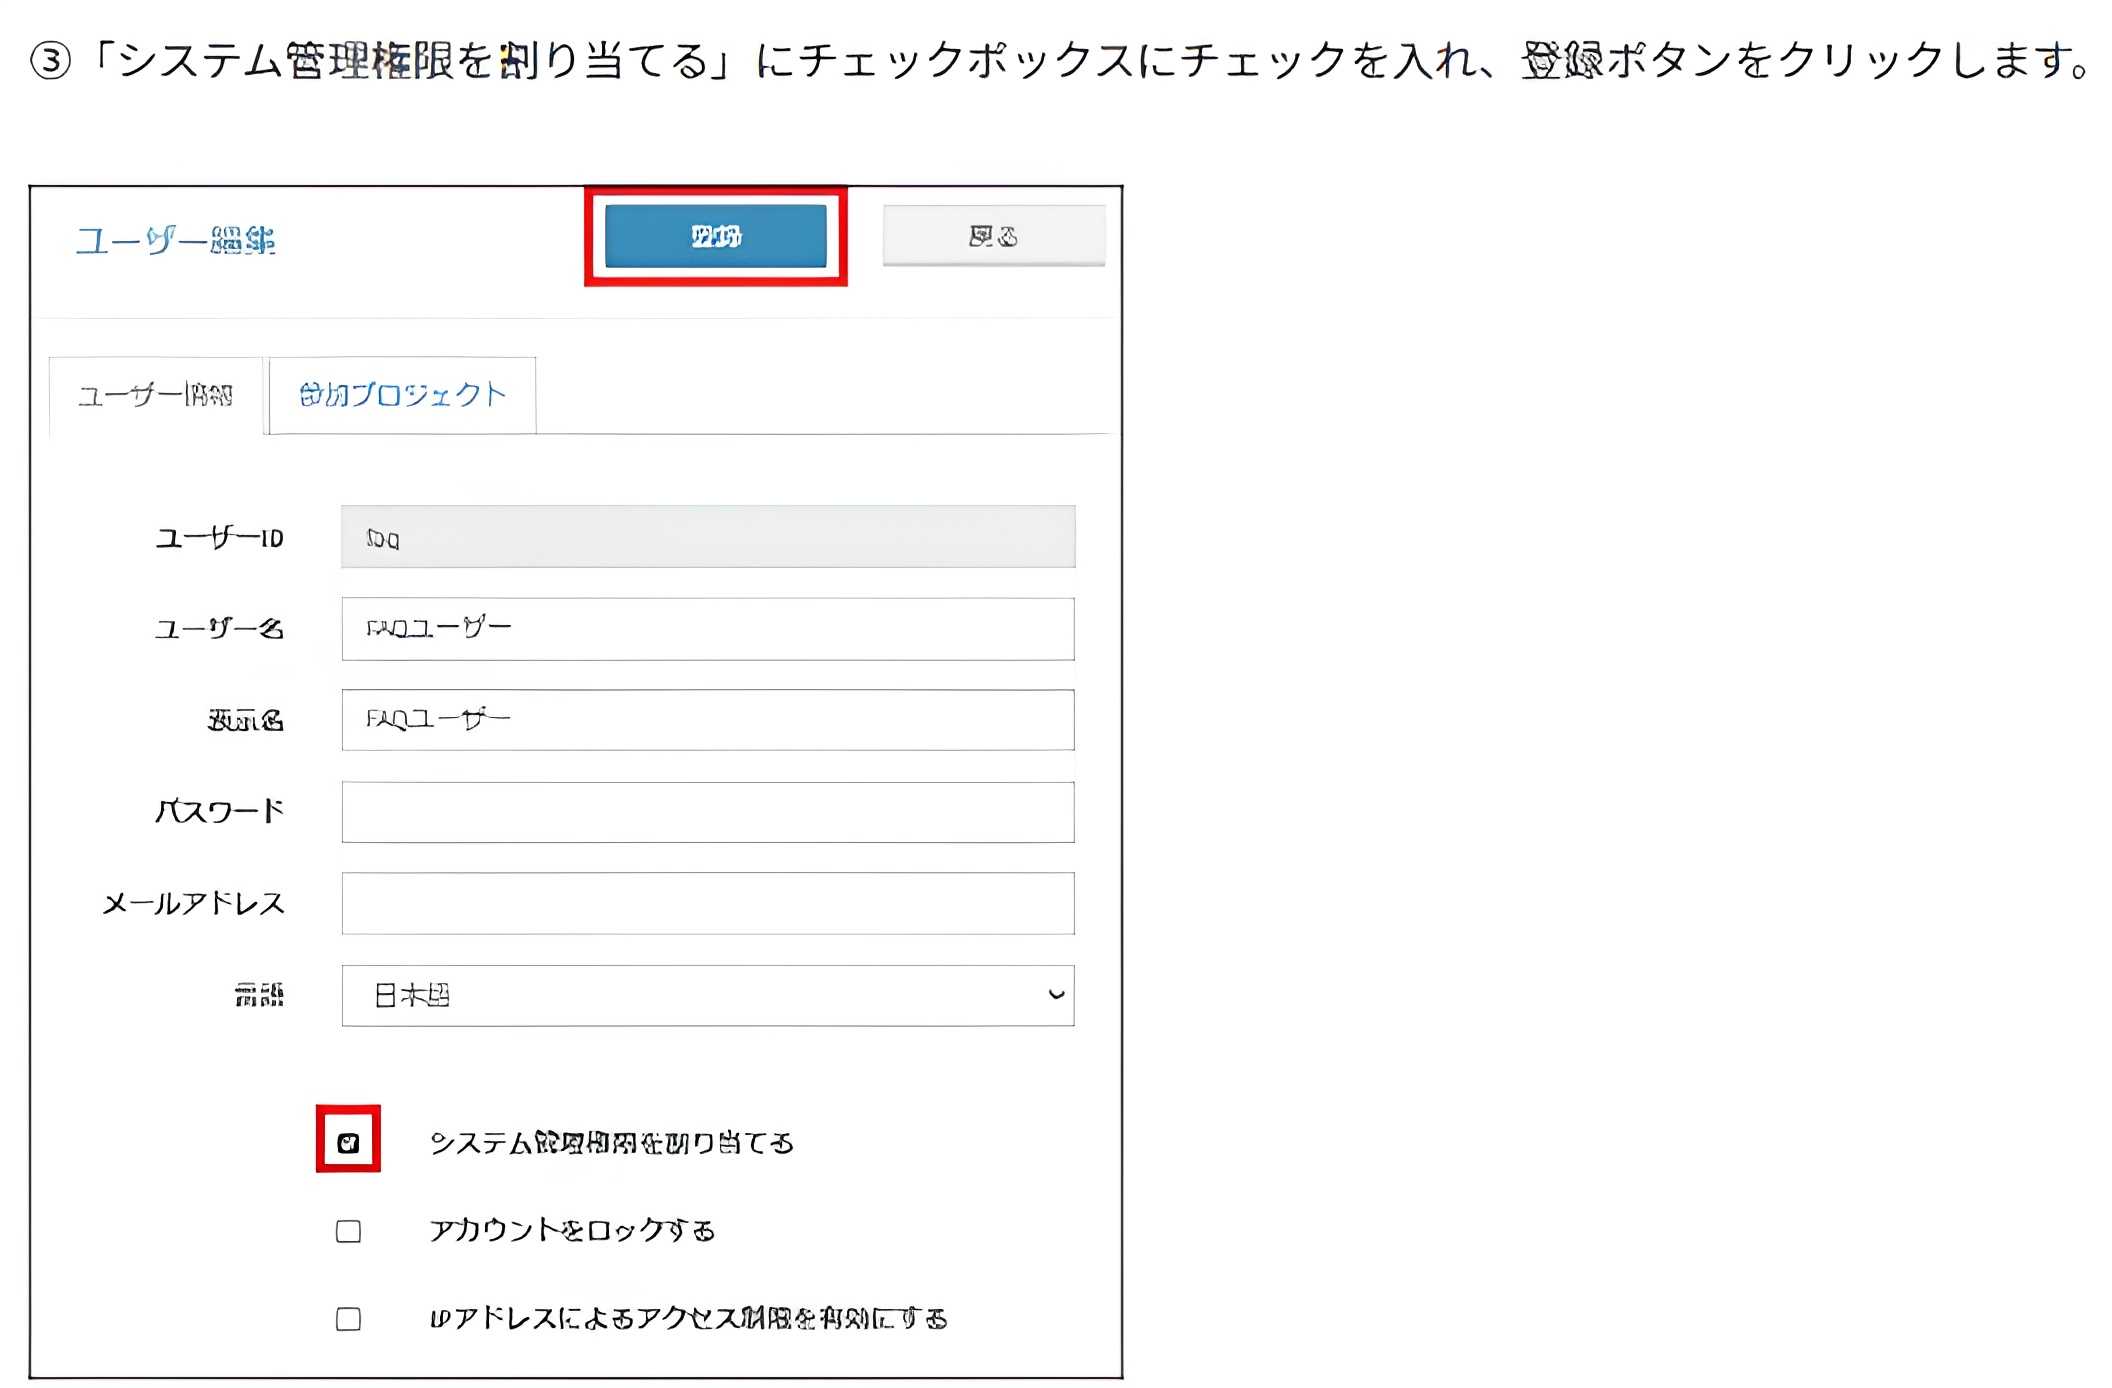 ③「システム管理権限を割り当てる」にチェックボックスにチェックを入れ、登録ボタンをクリックします。
ユーザー編集
登録
戻る
ユーザー情報
参加プロジェクト
ユーザーID
faq
ユーザー名
FAQユーザー
表示名
FAQユーザー
パスワード
メールアドレス
言語
日本語
システム管理権限を割り当てる
アカウントをロックする
IPアドレスによるアクセス制限を有効にする